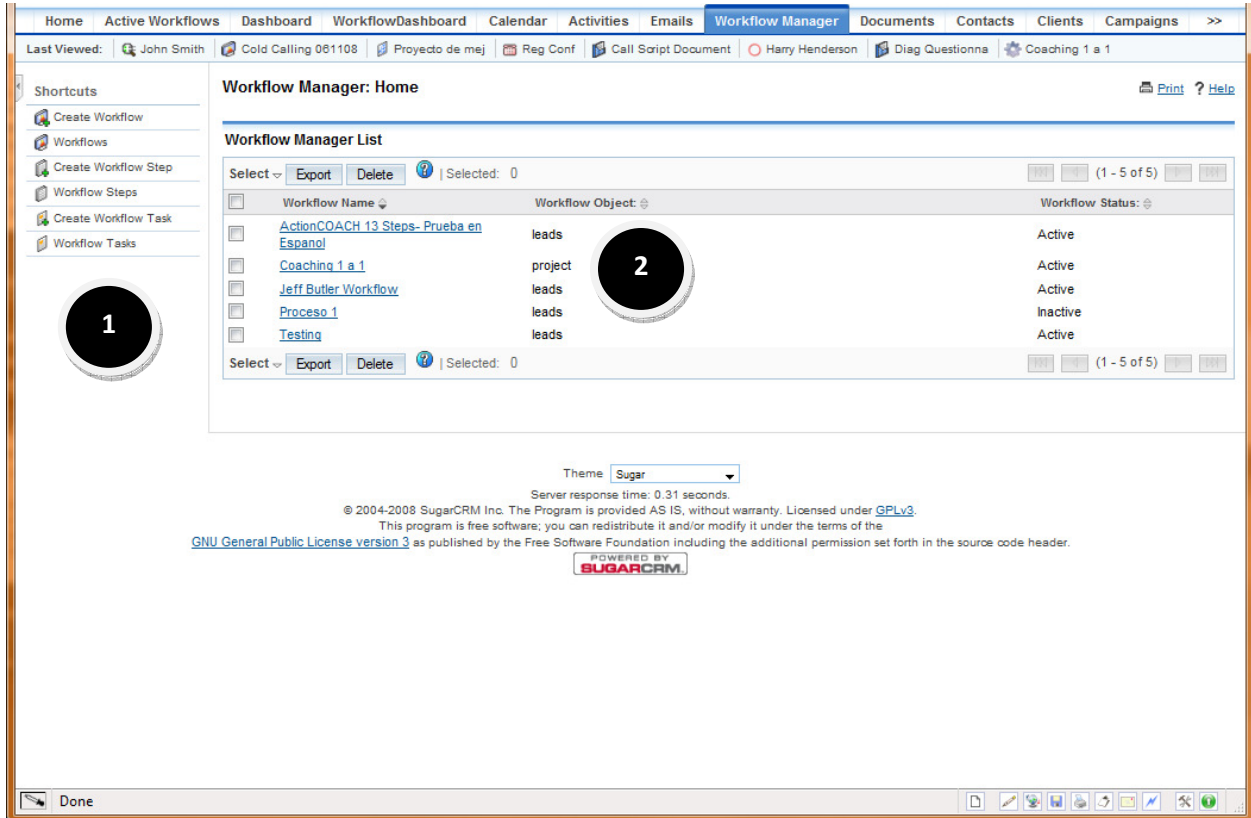 Home Active Workflows Dashboard WorkflowDashboard Calendar Activities Emails Workflow Manager Documents Contacts Clients Campaigns >>
Last Viewed: John Smith Cold Calling 061108 Proyecto de mej Reg Conf Call Script Document Harry Henderson Diag Questionna Coaching 1 a 1
Shortcuts
Create Workflow
Workflows
Create Workflow Step
Workflow Steps
Create Workflow Task
Workflow Tasks
1
Workflow Manager: Home
Print ? Help
Workflow Manager List
Select Export Delete ? | Selected: 0 (1 - 5 of 5)
Workflow Name Workflow Object: Workflow Status:
ActionCOACH 13 Steps- Prueba en
Espanol leads Active
Coaching 1 a 1 project Active
2
Jeff Butler Workflow leads Active
Proceso 1 leads Inactive
Testing leads Active
Select Export Delete ? | Selected: 0 (1 - 5 of 5)
Theme Sugar
Server response time: 0.31 seconds.
© 2004-2008 SugarCRM Inc. The Program is provided AS IS, without warranty. Licensed under GPLv3.
This program is free software; you can redistribute it and/or modify it under the terms of the
GNU General Public License version 3 as published by the Free Software Foundation including the additional permission set forth in the source code header.
POWERED BY
SUGARCRM.
Done